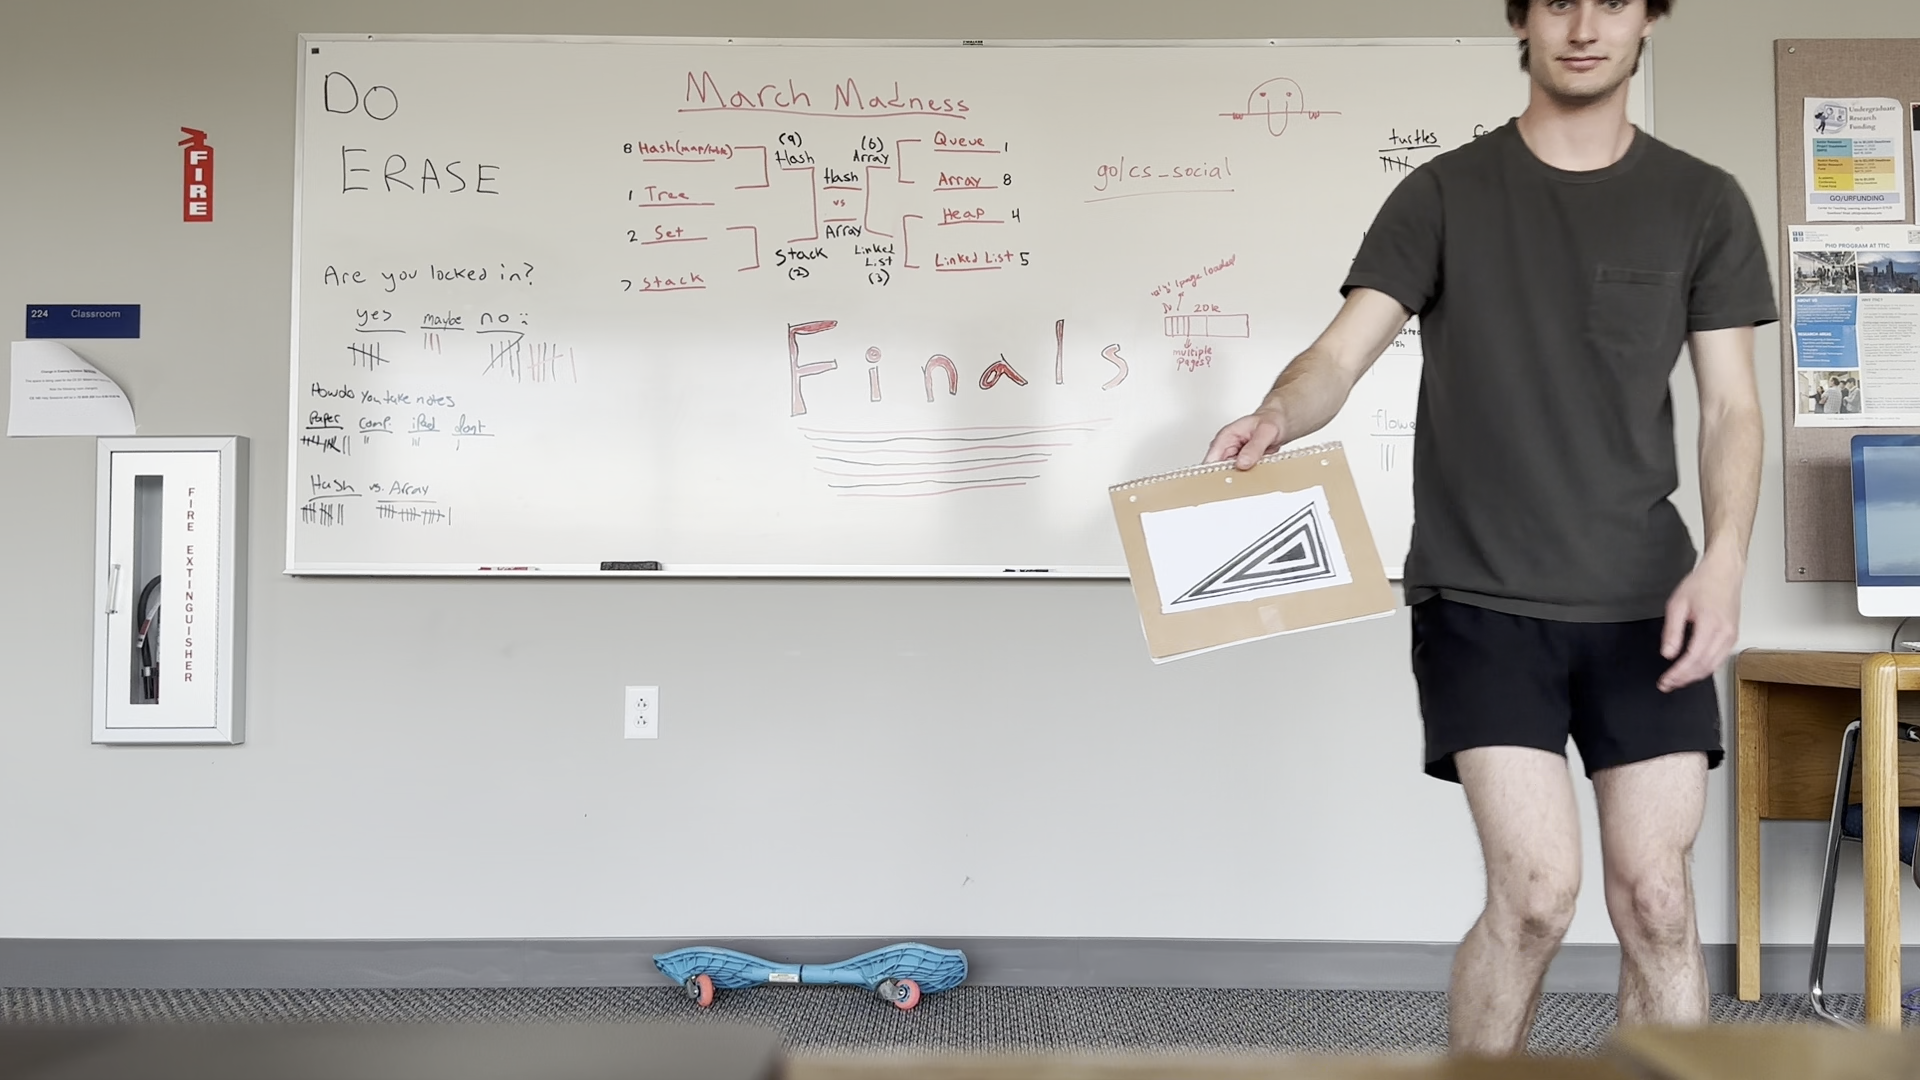 DO
ERASE
Are you locked in?
yes
maybe
no :
How do you take notes
Paper
comp.
iPad
dont
Hash vs. Array
March Madness
8 Hash(map/table)
1 Tree
2 Set
7 Stack
Hash
Stack
(2)
Hash
vs
Array
(6)
Array
Linked
List
(3)
Queue 1
Array 8
Heap 4
Linked List 5
Finals
go/cs_social
1 page loaded
20k
multiple
pages?
turtles
FIRE
224 Classroom
FIRE EXTINGUISHER
Undergraduate
Research
Funding
GO/URFUNDING
PHD PROGRAM AT TTIC